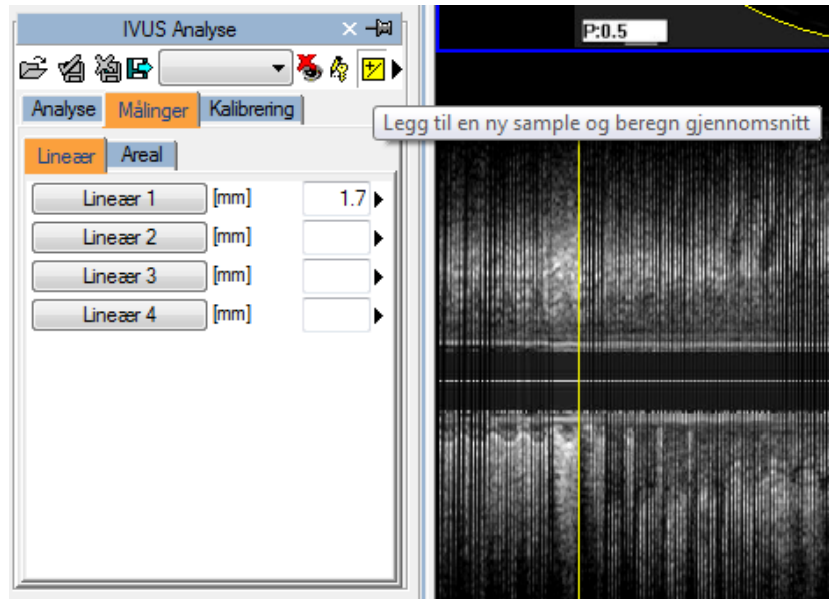 IVUS Analyse
P:0.5
Analyse Målinger Kalibrering
Legg til en ny sample og beregn gjennomsnitt
Lineær Areal
Lineær 1 [mm] 1.7
Lineær 2 [mm]
Lineær 3 [mm]
Lineær 4 [mm]